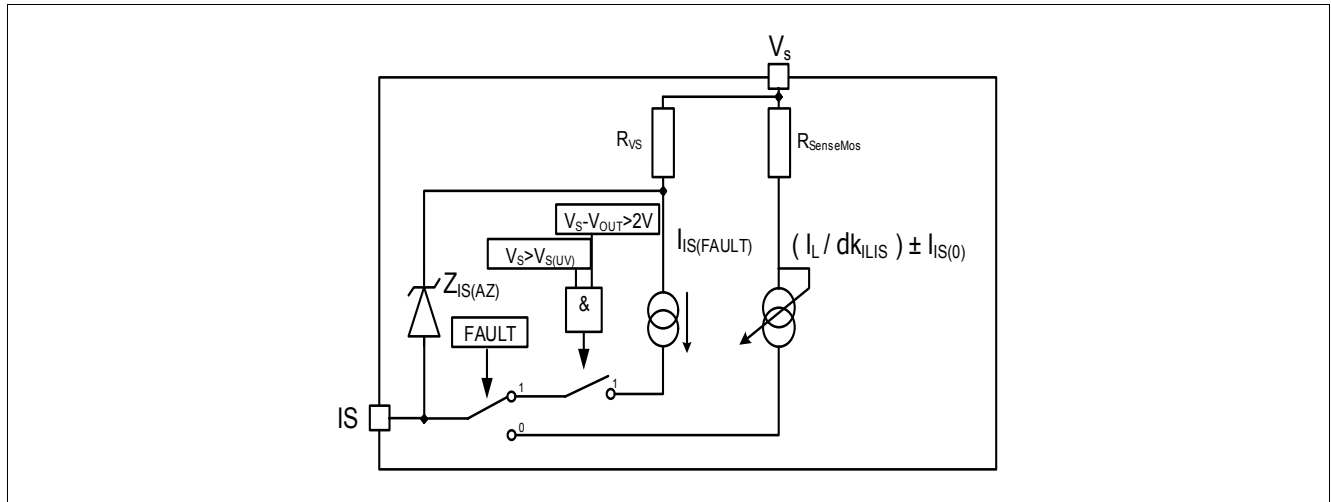 Vs
RVS
RSenseMos
VS-VOUT>2V
IIS(FAULT)
( IL / dkILIS ) ± IIS(0)
VS>VS(UV)
ZIS(AZ)
&
FAULT
1
1
IS
0